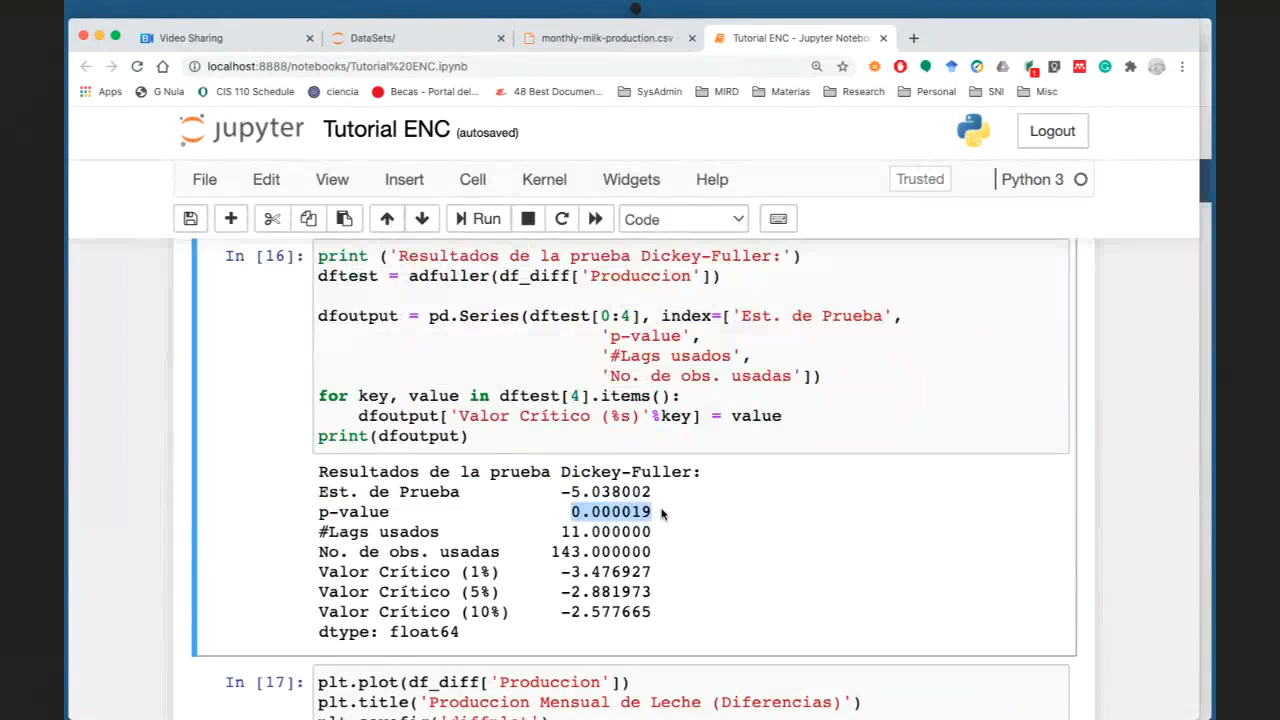 Video Sharing
DataSets/
monthly-milk-production.csv
Tutorial ENC - Jupyter Noteboo
localhost:8888/notebooks/Tutorial%20ENC.ipynb
Apps
G Nula
CIS 110 Schedule
ciencia
Becas - Portal del...
48 Best Documen...
SysAdmin
MIRD
Materias
Research
Personal
SNI
Misc
jupyter Tutorial ENC (autosaved)
Logout
File Edit View Insert Cell Kernel Widgets Help
Trusted
Python 3
Run
Code
In [16]:
print ('Resultados de la prueba Dickey-Fuller:')
dftest = adfuller(df_diff['Produccion'])
dfoutput = pd.Series(dftest[0:4], index=['Est. de Prueba',
'p-value',
'#Lags usados',
'No. de obs. usadas'])
for key, value in dftest[4].items():
dfoutput['Valor Crítico (%s)'%key] = value
print(dfoutput)
Resultados de la prueba Dickey-Fuller:
Est. de Prueba -5.038002
p-value 0.000019
#Lags usados 11.000000
No. de obs. usadas 143.000000
Valor Crítico (1%) -3.476927
Valor Crítico (5%) -2.881973
Valor Crítico (10%) -2.577665
dtype: float64
In [17]:
plt.plot(df_diff['Produccion'])
plt.title('Produccion Mensual de Leche (Diferencias)')